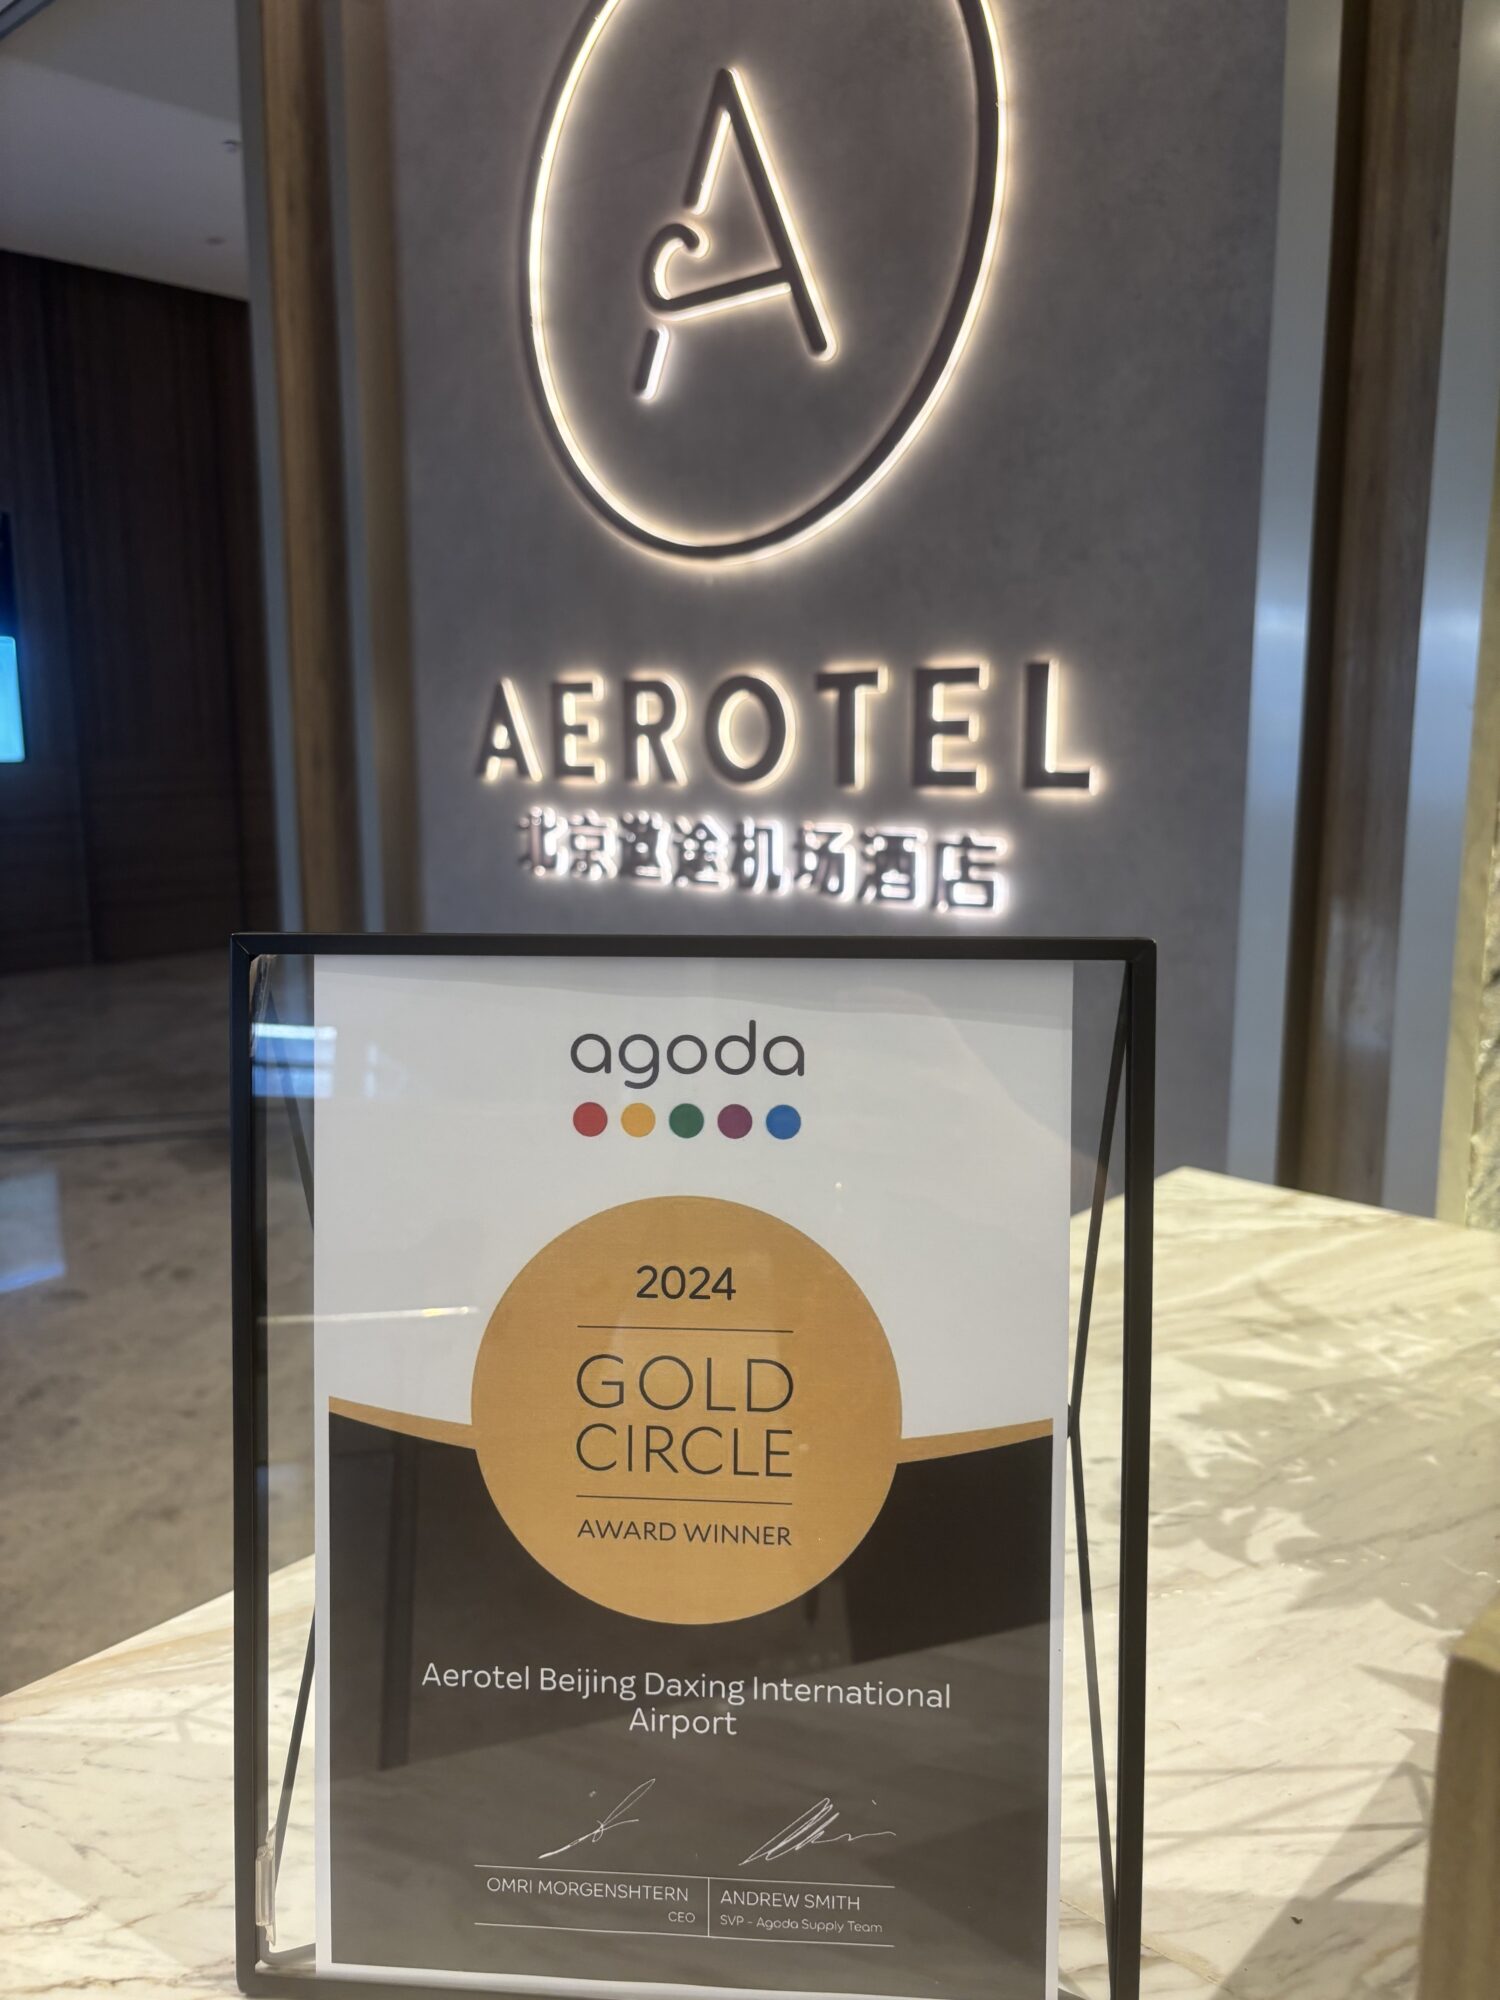 AEROTEL
北京遨途机场酒店
agoda
2024
GOLD
CIRCLE
AWARD WINNER
Aerotel Beijing Daxing International
Airport
OMRI MORGENSHTERN
CEO
ANDREW SMITH
SVP - Agoda Supply Team